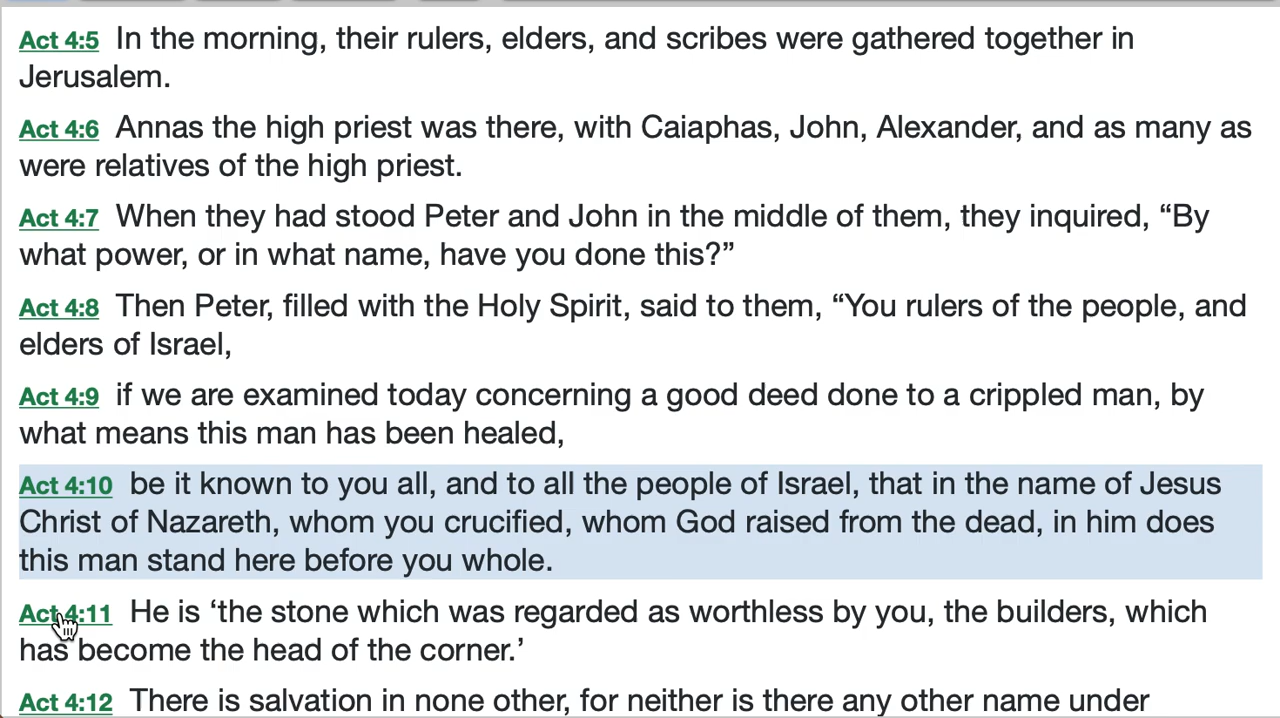 Act 4:5 In the morning, their rulers, elders, and scribes were gathered together in
Jerusalem.
Act 4:6 Annas the high priest was there, with Caiaphas, John, Alexander, and as many as
were relatives of the high priest.
Act 4:7 When they had stood Peter and John in the middle of them, they inquired, “By
what power, or in what name, have you done this?”
Act 4:8 Then Peter, filled with the Holy Spirit, said to them, “You rulers of the people, and
elders of Israel,
Act 4:9 if we are examined today concerning a good deed done to a crippled man, by
what means this man has been healed,
Act 4:10 be it known to you all, and to all the people of Israel, that in the name of Jesus
Christ of Nazareth, whom you crucified, whom God raised from the dead, in him does
this man stand here before you whole.
Act 4:11 He is ‘the stone which was regarded as worthless by you, the builders, which
has become the head of the corner.’
Act 4:12 There is salvation in none other, for neither is there any other name under